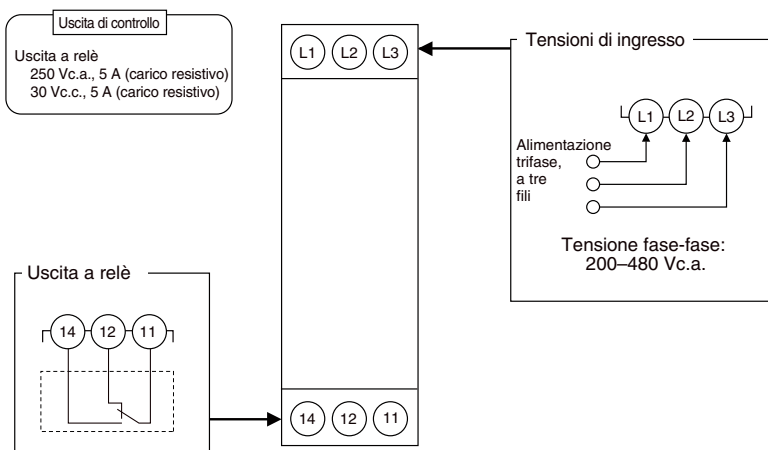 Uscita di controllo
Uscita a relè
250 Vc.a., 5 A (carico resistivo)
30 Vc.c., 5 A (carico resistivo)
L1 L2 L3
Tensioni di ingresso
L1 L2 L3
Alimentazione
trifase,
a tre
fili
Tensione fase-fase:
200–480 Vc.a.
Uscita a relè
14 12 11
14 12 11